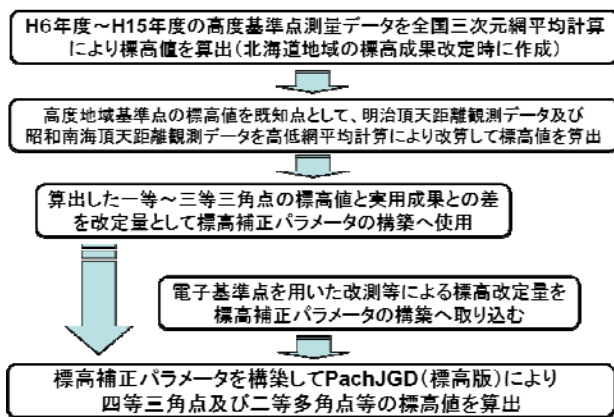 H6年度～H15年度の高度基準点測量データを全国三次元網平均計算
により標高値を算出(北海道地域の標高成果改定時に作成)
高度地域基準点の標高値を既知点として、明治頂天距離観測データ及び
昭和南海頂天距離観測データを高低網平均計算により改算して標高値を算出
算出した一等～三等三角点の標高値と実用成果との差
を改定量として標高補正パラメータの構築へ使用
電子基準点を用いた改測等による標高改定量を
標高補正パラメータの構築へ取り込む
標高補正パラメータを構築してPachJGD(標高版)により
四等三角点及び二等多角点等の標高値を算出